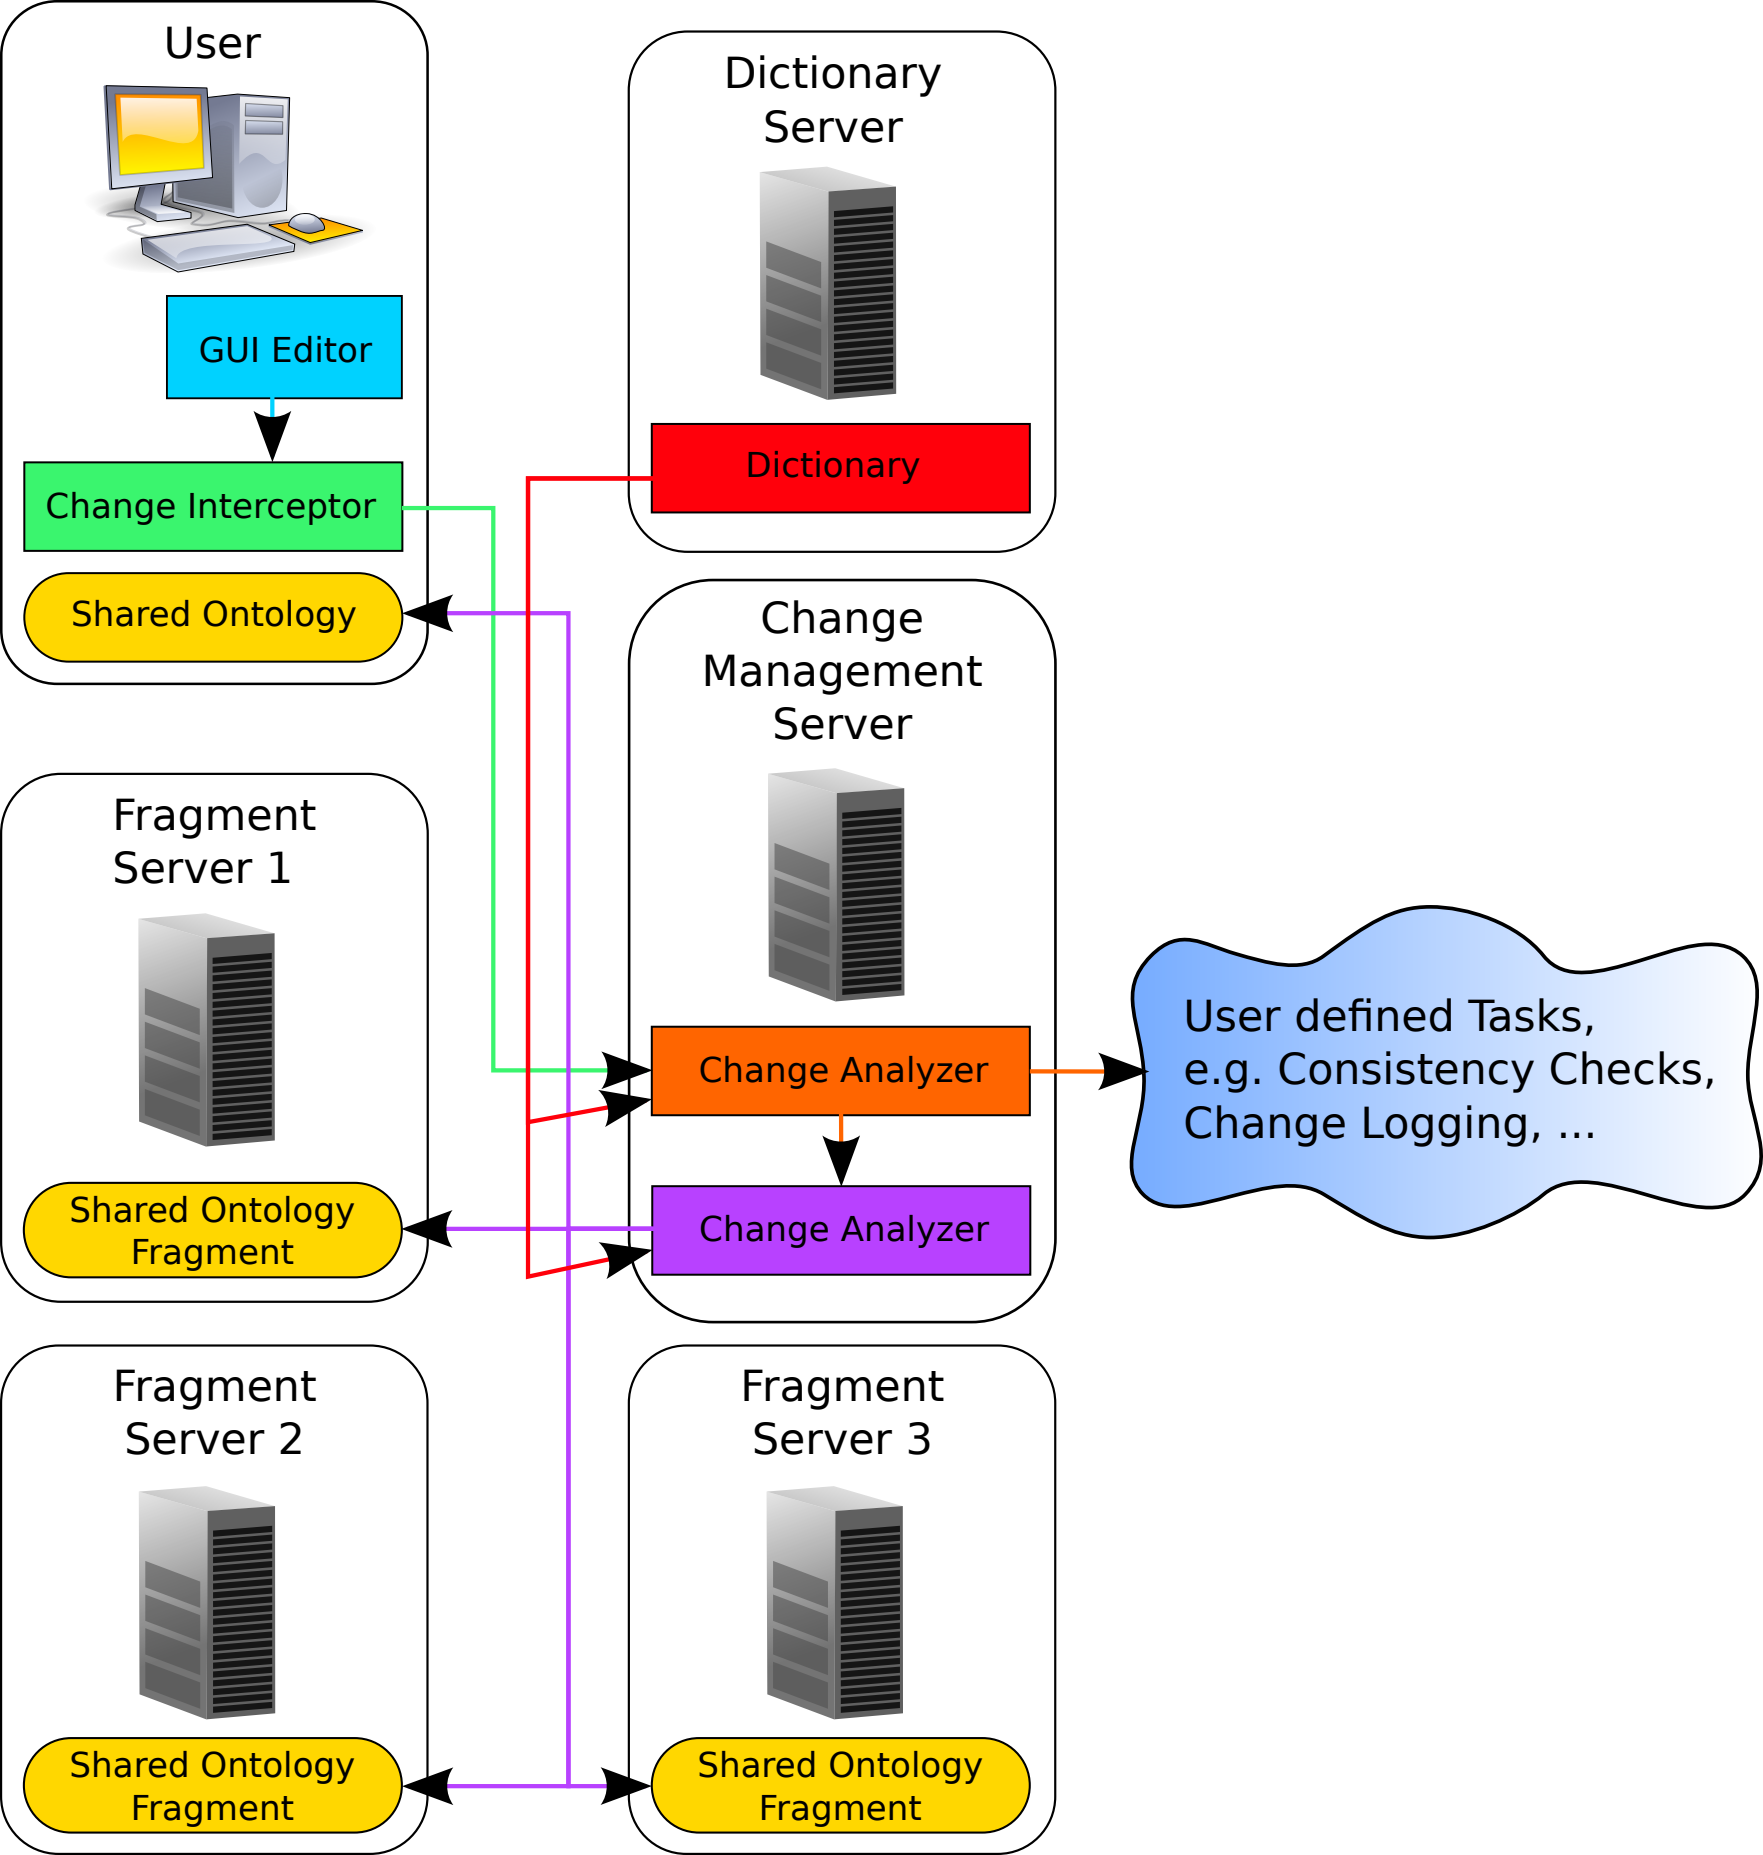 User
GUI Editor
Change Interceptor
Shared Ontology
Dictionary
Server
Dictionary
Change
Management
Server
Change Analyzer
Change Analyzer
User defined Tasks,
e.g. Consistency Checks,
Change Logging, ...
Fragment
Server 1
Shared Ontology
Fragment
Fragment
Server 2
Shared Ontology
Fragment
Fragment
Server 3
Shared Ontology
Fragment